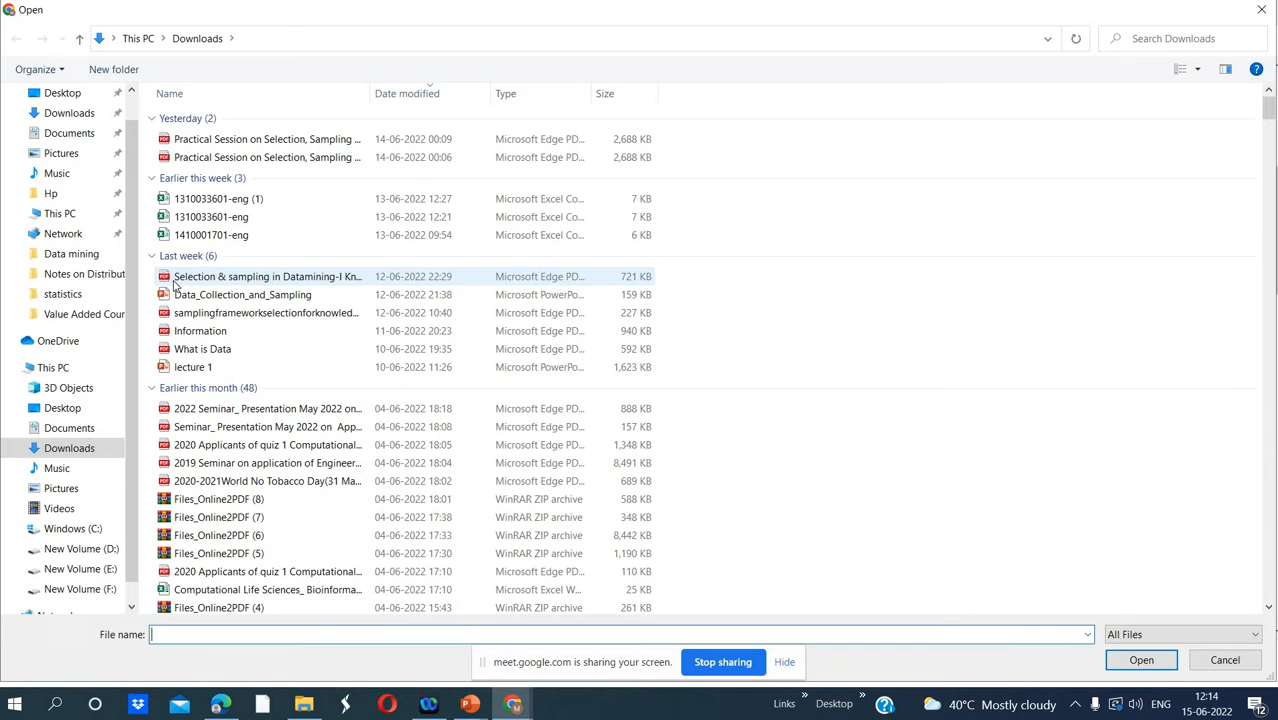 Open
This PC > Downloads >
Search Downloads
Organize
New folder
Name
Date modified
Type
Size
Desktop
Downloads
Documents
Pictures
Music
Hp
This PC
Network
Data mining
Notes on Distribut
statistics
Value Added Cour
OneDrive
This PC
3D Objects
Desktop
Documents
Downloads
Music
Pictures
Videos
Windows (C:)
New Volume (D:)
New Volume (E:)
New Volume (F:)
Yesterday (2)
Practical Session on Selection, Sampling ... 14-06-2022 00:09 Microsoft Edge PD... 2,688 KB
Practical Session on Selection, Sampling ... 14-06-2022 00:06 Microsoft Edge PD... 2,688 KB
Earlier this week (3)
1310033601-eng (1) 13-06-2022 12:27 Microsoft Excel Co... 7 KB
1310033601-eng 13-06-2022 12:21 Microsoft Excel Co... 7 KB
1410001701-eng 13-06-2022 09:54 Microsoft Excel Co... 6 KB
Last week (6)
Selection & sampling in Datamining-I Kn... 12-06-2022 22:29 Microsoft Edge PD... 721 KB
Data_Collection_and_Sampling 12-06-2022 21:38 Microsoft PowerPo... 159 KB
samplingframeworkselectionforknowled... 12-06-2022 10:40 Microsoft Edge PD... 227 KB
Information 11-06-2022 20:23 Microsoft Edge PD... 940 KB
What is Data 10-06-2022 19:35 Microsoft Edge PD... 592 KB
lecture 1 10-06-2022 11:26 Microsoft PowerPo... 1,623 KB
Earlier this month (48)
2022 Seminar_ Presentation May 2022 on... 04-06-2022 18:18 Microsoft Edge PD... 888 KB
Seminar_ Presentation May 2022 on App... 04-06-2022 18:08 Microsoft Edge PD... 157 KB
2020 Applicants of quiz 1 Computational... 04-06-2022 18:05 Microsoft Edge PD... 1,348 KB
2019 Seminar on application of Engineer... 04-06-2022 18:04 Microsoft Edge PD... 8,491 KB
2020-2021World No Tobacco Day(31 Ma... 04-06-2022 18:02 Microsoft Edge PD... 689 KB
Files_Online2PDF (8) 04-06-2022 18:01 WinRAR ZIP archive 588 KB
Files_Online2PDF (7) 04-06-2022 17:38 WinRAR ZIP archive 348 KB
Files_Online2PDF (6) 04-06-2022 17:33 WinRAR ZIP archive 8,442 KB
Files_Online2PDF (5) 04-06-2022 17:30 WinRAR ZIP archive 1,190 KB
2020 Applicants of quiz 1 Computational... 04-06-2022 17:10 Microsoft Edge PD... 110 KB
Computational Life Sciences_ Bioinforma... 04-06-2022 17:10 Microsoft Excel W... 25 KB
Files_Online2PDF (4) 04-06-2022 15:43 WinRAR ZIP archive 261 KB
File name:
All Files
Open
Cancel
meet.google.com is sharing your screen.
Stop sharing
Hide
Links »
Desktop »
40°C Mostly cloudy
ENG
12:14
15-06-2022
12